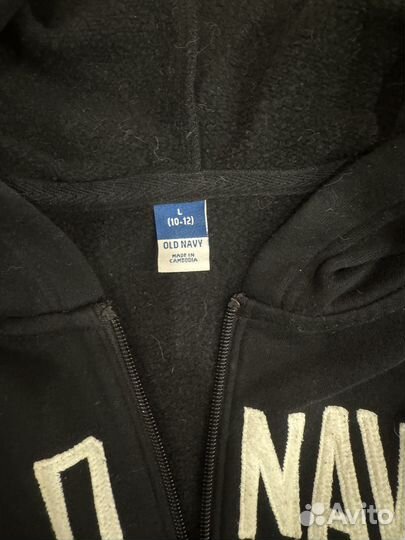 L
(10-12)
OLD NAVY
MADE IN
CAMBODIA
D NAV
Avito